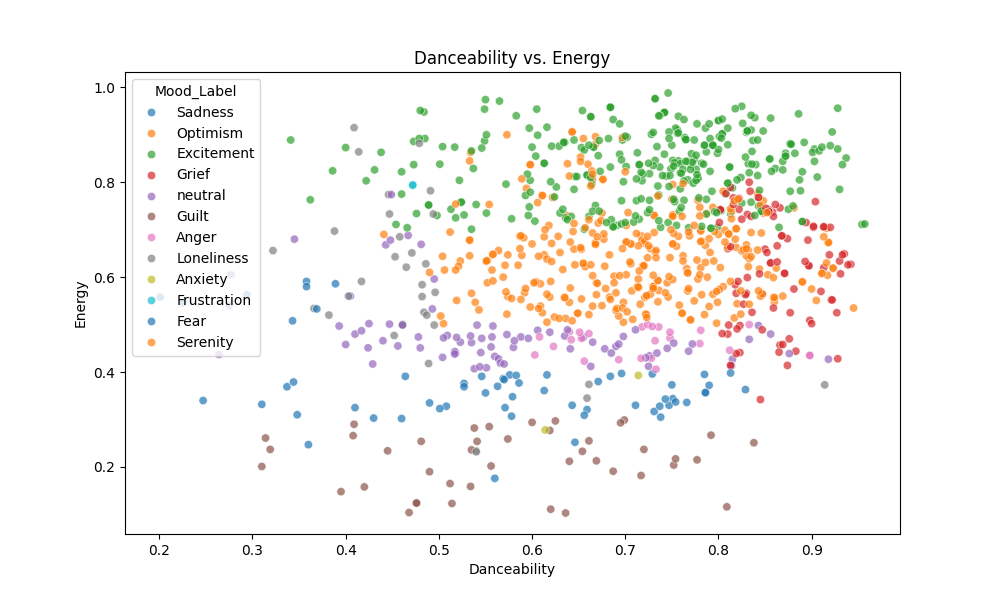 Danceability vs. Energy
Mood_Label
Sadness
Optimism
Excitement
Grief
neutral
Guilt
Anger
Loneliness
Anxiety
Frustration
Fear
Serenity
Energy
1.0
0.8
0.6
0.4
0.2
0.2 0.3 0.4 0.5 0.6 0.7 0.8 0.9
Danceability